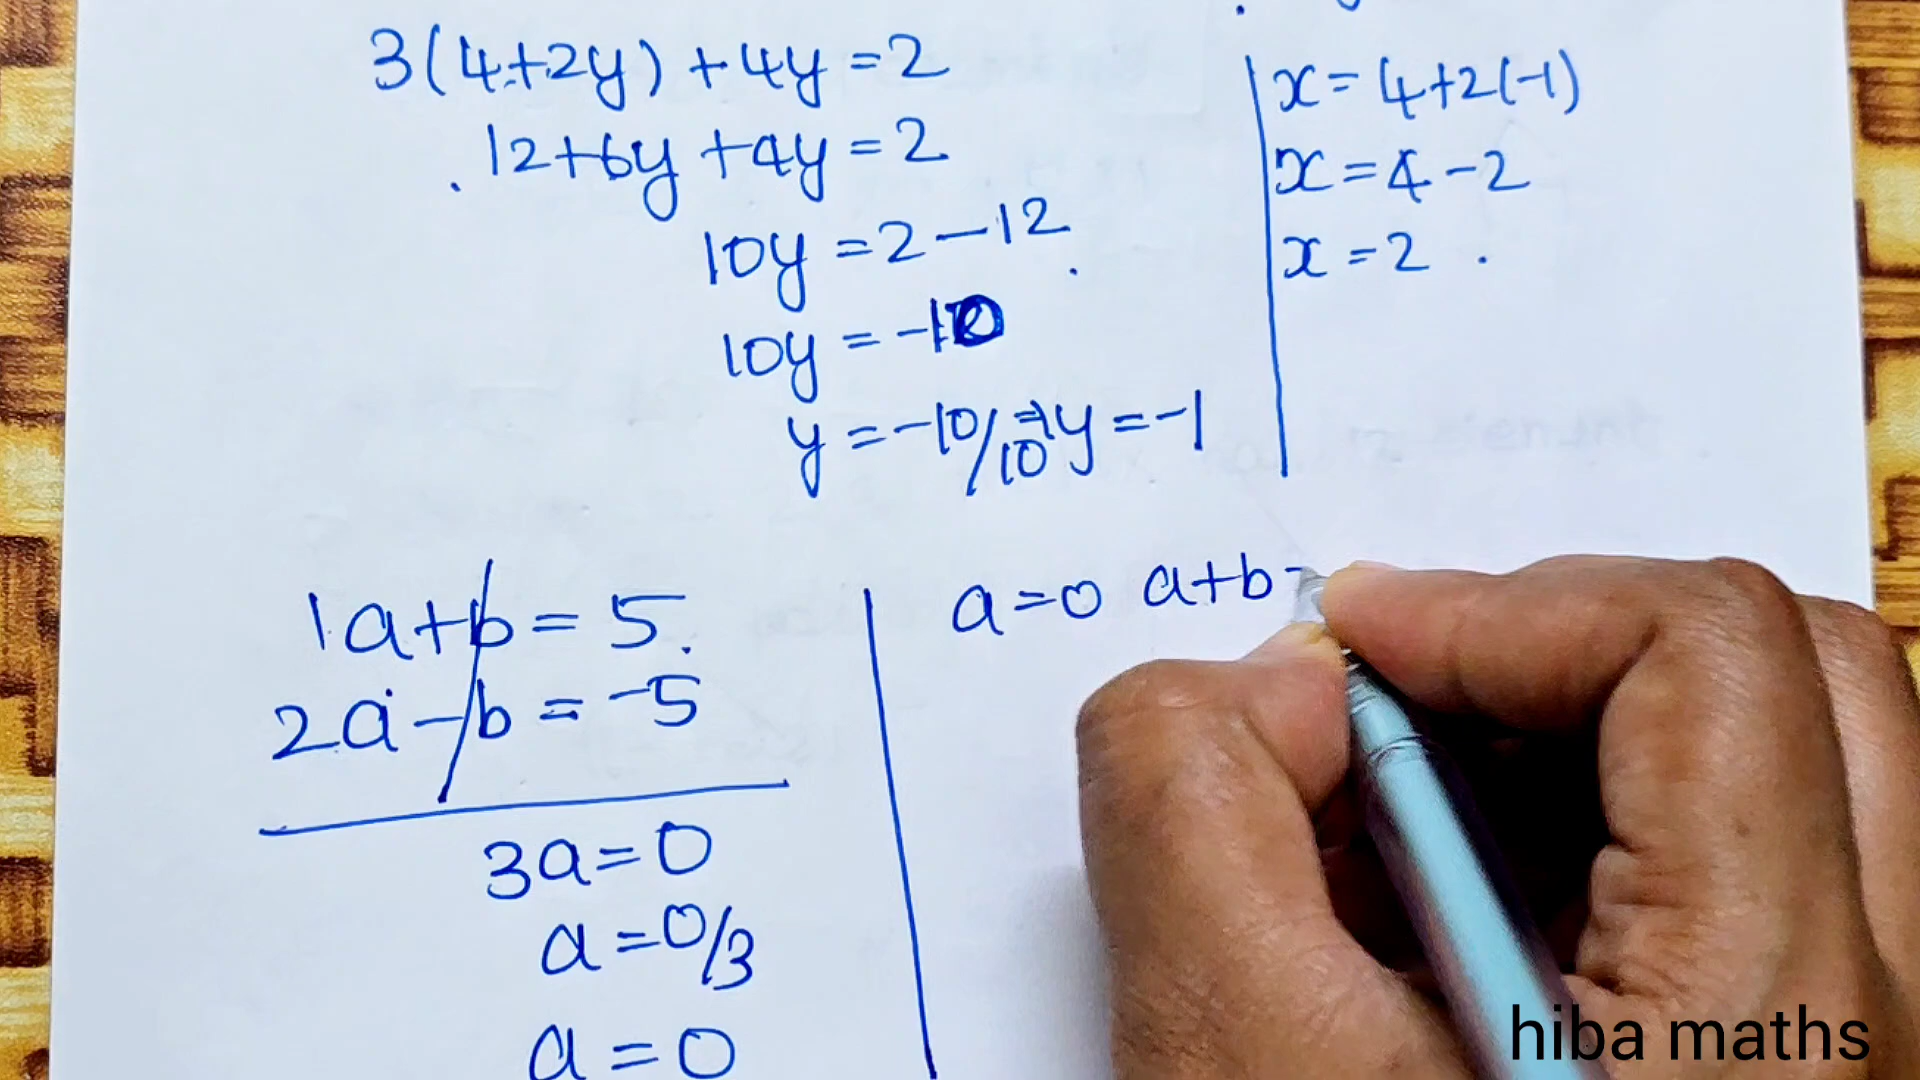 3(4+2y) +4y =2
12+6y +4y =2
10y =2-12
10y = -10
y =-10/10 y =-1
x= 4+2(-1)
x=4-2
x =2
1a+b= 5
2a-b= -5
3a=0
a=0/3
a=0
a=0 a+b
hiba maths